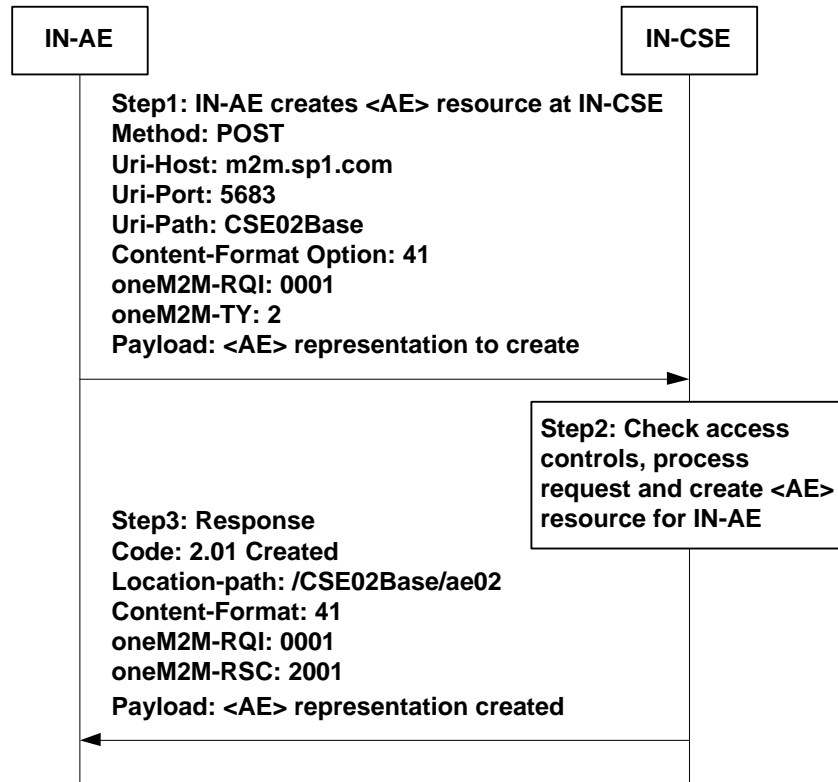 IN-AE
IN-CSE
Step1: IN-AE creates <AE> resource at IN-CSE
Method: POST
Uri-Host: m2m.sp1.com
Uri-Port: 5683
Uri-Path: CSE02Base
Content-Format Option: 41
oneM2M-RQI: 0001
oneM2M-TY: 2
Payload: <AE> representation to create
Step2: Check access
controls, process
request and create <AE>
resource for IN-AE
Step3: Response
Code: 2.01 Created
Location-path: /CSE02Base/ae02
Content-Format: 41
oneM2M-RQI: 0001
oneM2M-RSC: 2001
Payload: <AE> representation created